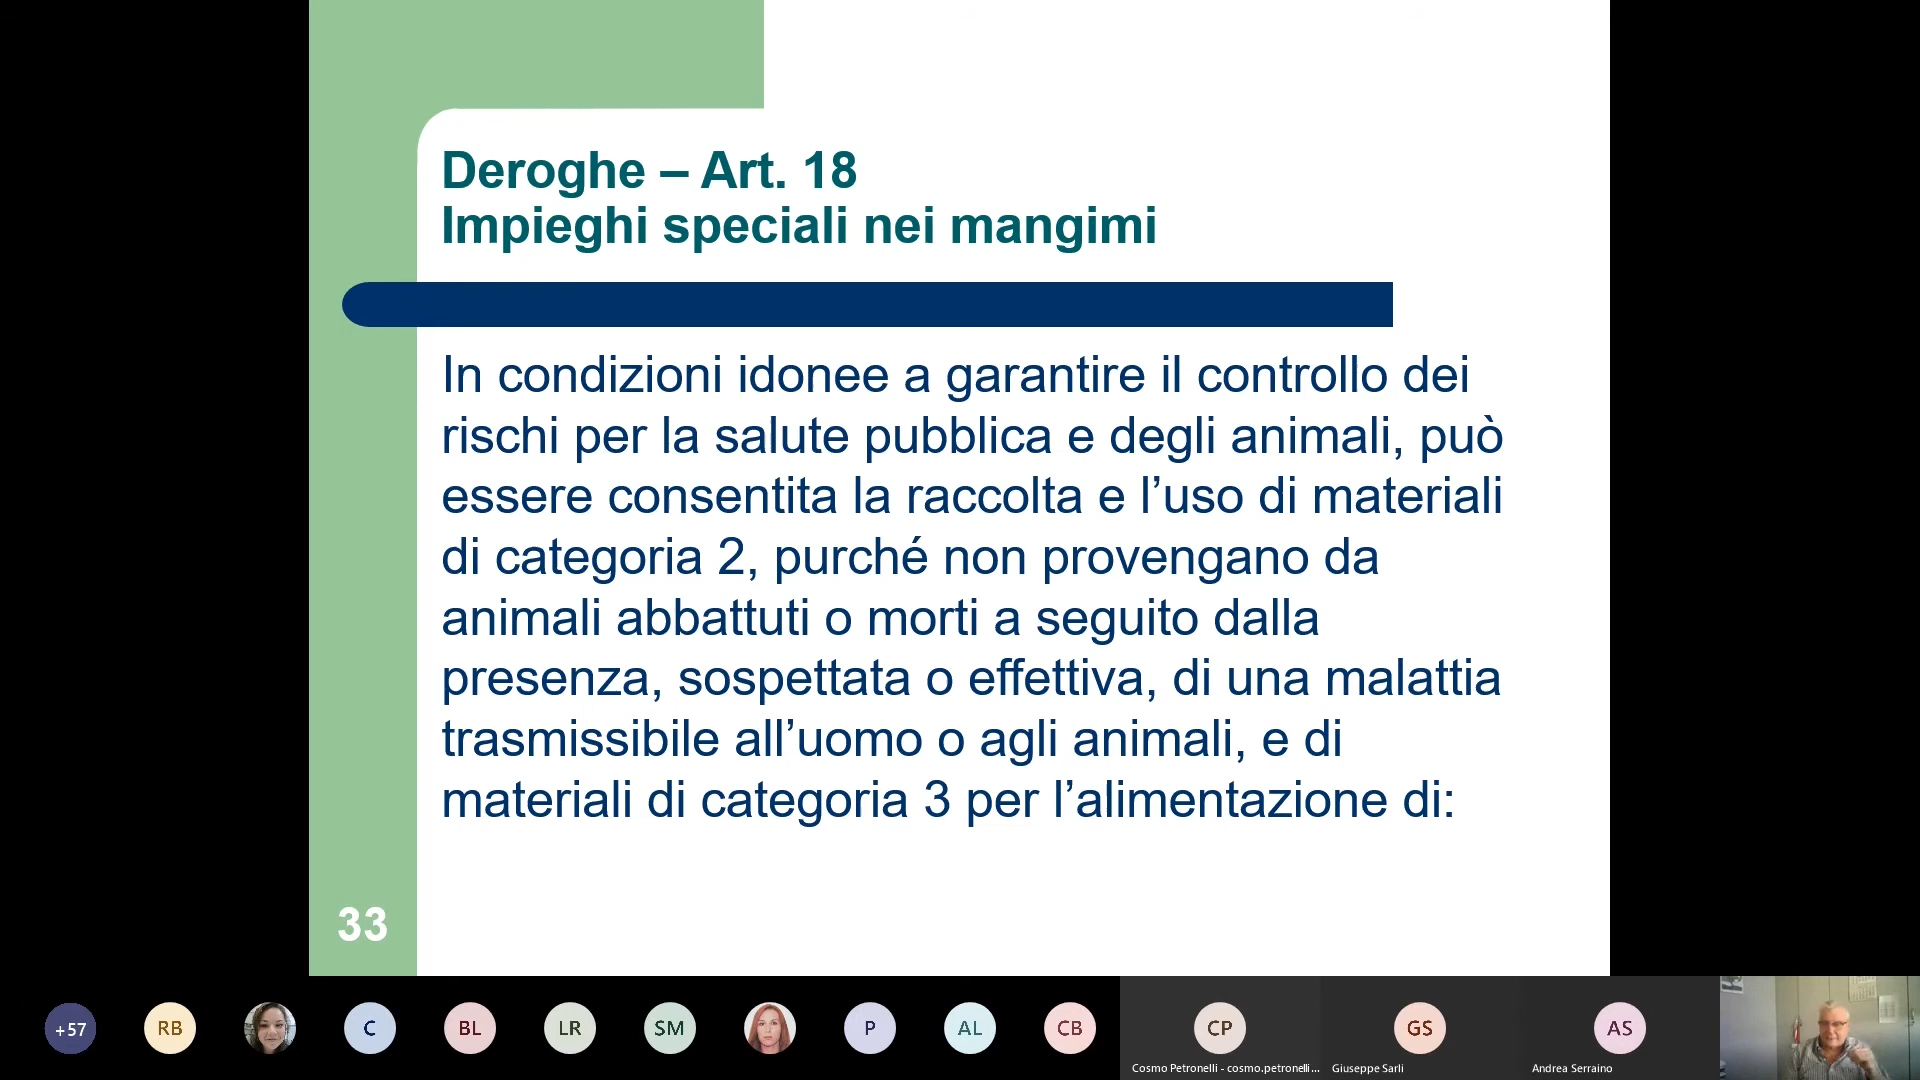 Deroghe – Art. 18
Impieghi speciali nei mangimi
In condizioni idonee a garantire il controllo dei
rischi per la salute pubblica e degli animali, può
essere consentita la raccolta e l’uso di materiali
di categoria 2, purché non provengano da
animali abbattuti o morti a seguito dalla
presenza, sospettata o effettiva, di una malattia
trasmissibile all’uomo o agli animali, e di
materiali di categoria 3 per l’alimentazione di:
33
+57
RB
C
BL
LR
SM
P
AL
CB
CP
GS
AS
Cosmo Petronelli - cosmo.petronelli...
Giuseppe Sarli
Andrea Serraino